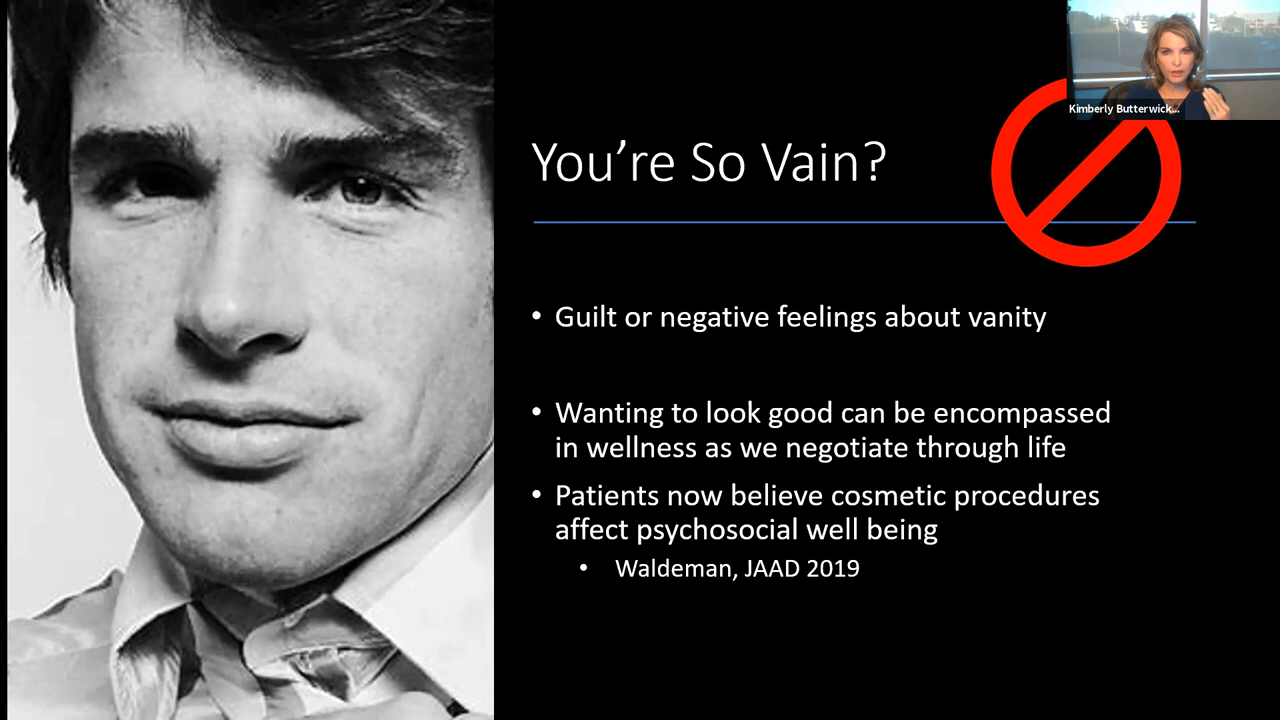 Kimberly Butterwick...
You’re So Vain?
• Guilt or negative feelings about vanity
• Wanting to look good can be encompassed
in wellness as we negotiate through life
• Patients now believe cosmetic procedures
affect psychosocial well being
• Waldeman, JAAD 2019